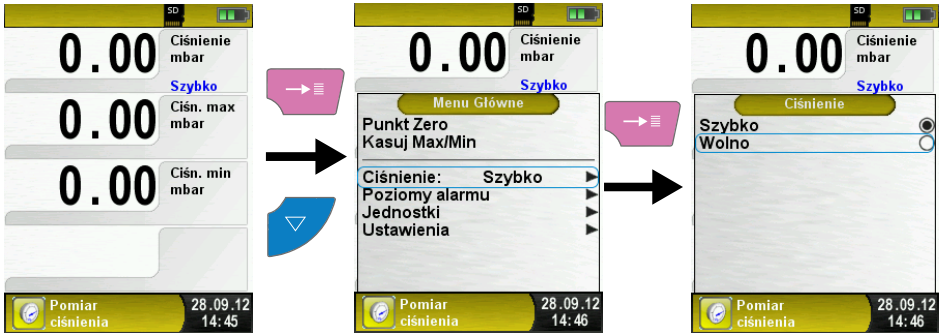 SD
0.00
Ciśnienie
mbar
Szybko
0.00
Ciśn. max
mbar
0.00
Ciśn. min
mbar
Pomiar
ciśnienia
28.09.12
14:45
SD
0.00
Ciśnienie
mbar
Szybko
Menu Główne
Punkt Zero
Kasuj Max/Min
Ciśnienie: Szybko
Poziomy alarmu
Jednostki
Ustawienia
Pomiar
ciśnienia
28.09.12
14:46
SD
0.00
Ciśnienie
mbar
Szybko
Ciśnienie
Szybko
Wolno
Pomiar
ciśnienia
28.09.12
14:46